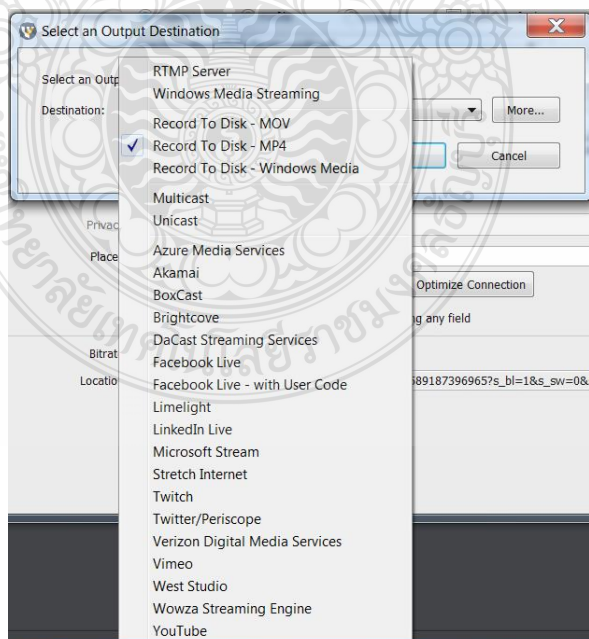 Select an Output Destination
Select an Outp
Destination:
More...
Cancel
RTMP Server
Windows Media Streaming
Record To Disk - MOV
Record To Disk - MP4
Record To Disk - Windows Media
Multicast
Unicast
Azure Media Services
Akamai
BoxCast
Brightcove
DaCast Streaming Services
Facebook Live
Facebook Live - with User Code
Limelight
LinkedIn Live
Microsoft Stream
Stretch Internet
Twitch
Twitter/Periscope
Verizon Digital Media Services
Vimeo
West Studio
Wowza Streaming Engine
YouTube
Privac
Place
Optimize Connection
ng any field
Bitrat
Locatio
589187396965?s_bl=1&s_sw=0&